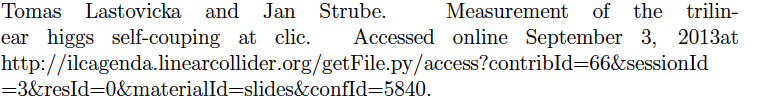 Tomas Lastovicka and Jan Strube. Measurement of the trilin-
ear higgs self-couping at clic. Accessed online September 3, 2013at
http://ilcagenda.linearcollider.org/getFile.py/access?contribId=66&sessionId
=3&resId=0&materialId=slides&confId=5840.